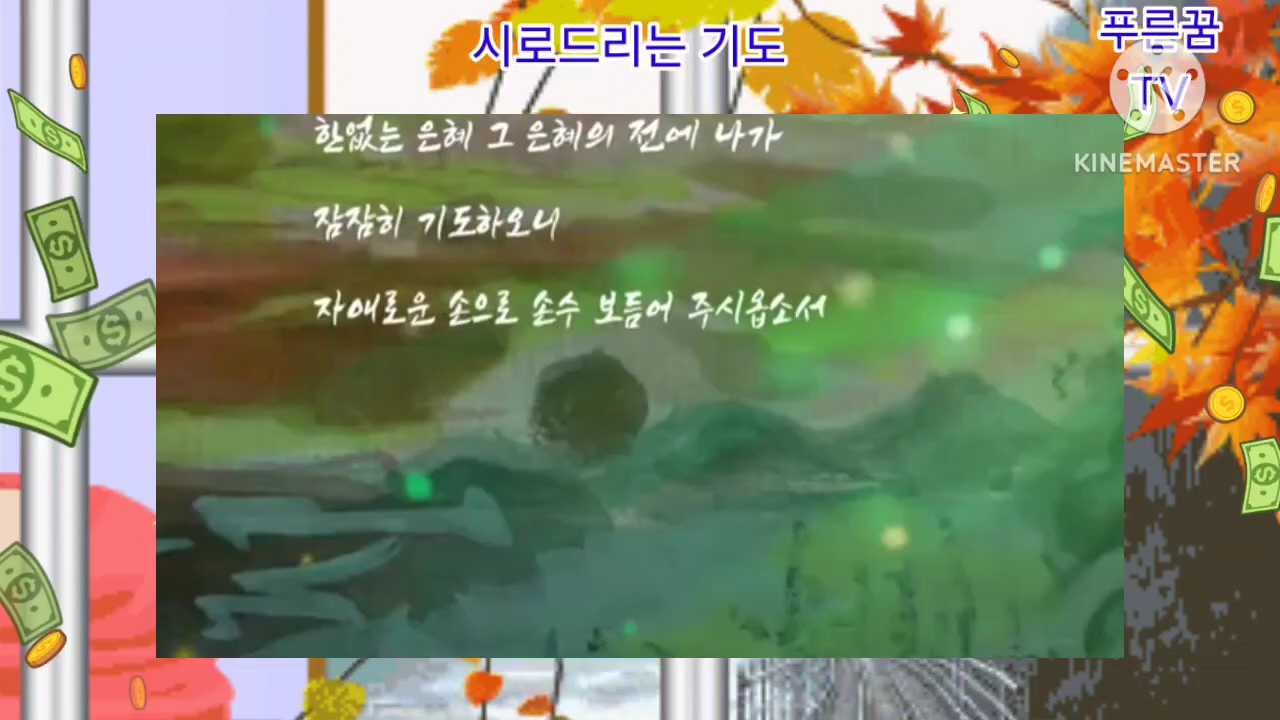 시로드리는 기도
푸른꿈
TV
KINEMASTER
한없는 은혜 그 은혜의 전에 나가
잠잠히 기도하오니
자애로운 손으로 손수 보듬어 주시옵소서